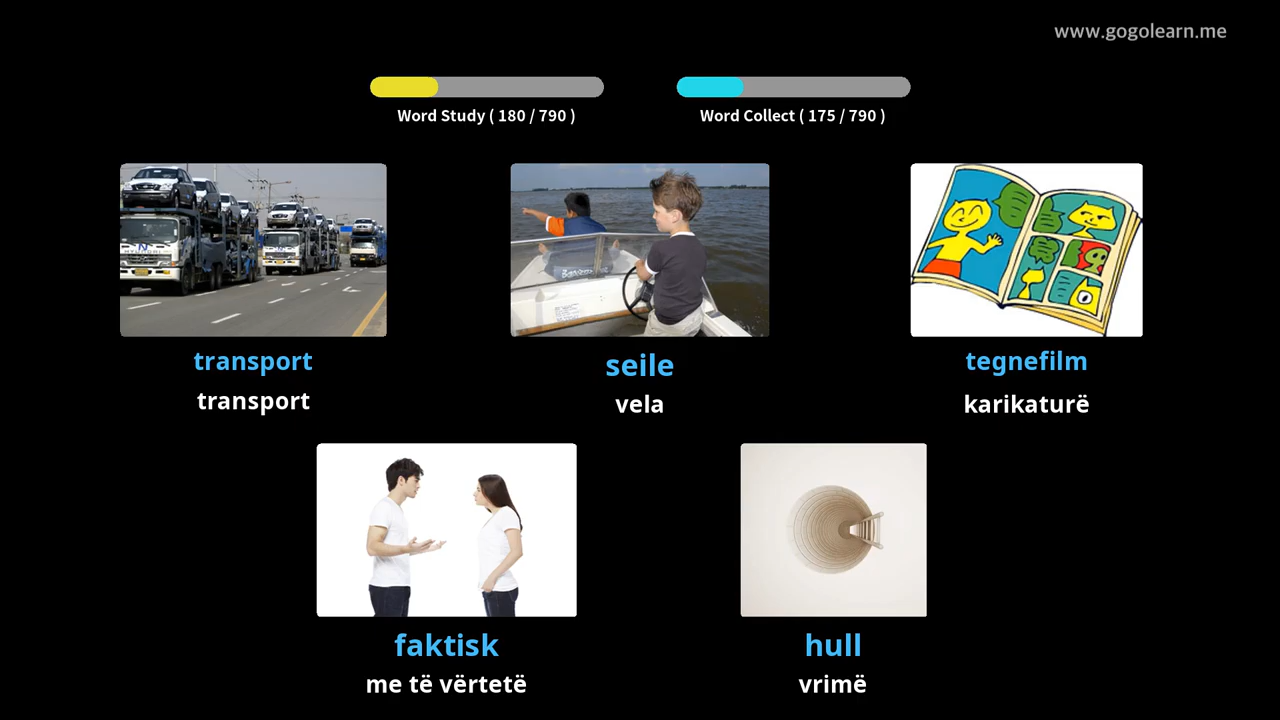 www.gogolearn.me
Word Study ( 180 / 790 )
Word Collect ( 175 / 790 )
transport
transport
seile
vela
tegnefilm
karikaturë
faktisk
me të vërtetë
hull
vrimë